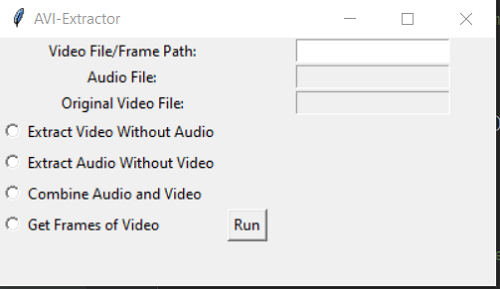 AVI-Extractor
Video File/Frame Path:
Audio File:
Original Video File:
Extract Video Without Audio
Extract Audio Without Video
Combine Audio and Video
Get Frames of Video Run